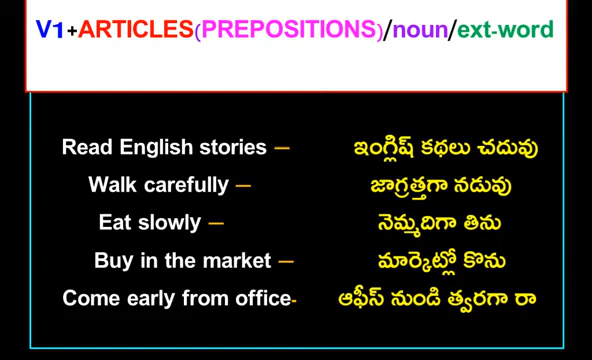 V1+ARTICLES(PREPOSITIONS)/noun/ext-word
Read English stories — ఇంగ్లిష్ కథలు చదువు
Walk carefully — జాగ్రత్తగా నడువు
Eat slowly — నెమ్మదిగా తిను
Buy in the market — మార్కెట్లో కొను
Come early from office- ఆఫీస్ నుండి త్వరగా రా